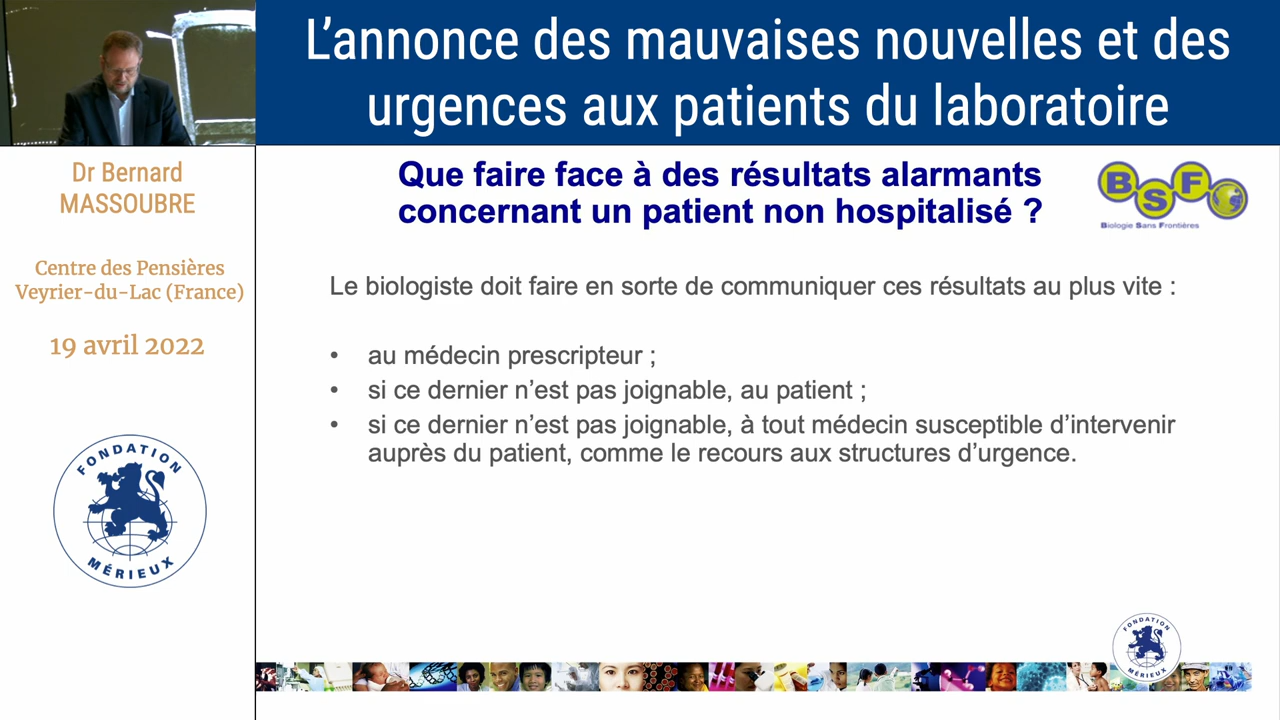 L'annonce des mauvaises nouvelles et des
urgences aux patients du laboratoire
Dr Bernard
MASSOUBRE
Centre des Pensières
Veyrier-du-Lac (France)
19 avril 2022
FONDATION
MÉRIEUX
Que faire face à des résultats alarmants
concernant un patient non hospitalisé ?
BSF
Biologie Sans Frontières
Le biologiste doit faire en sorte de communiquer ces résultats au plus vite :
• au médecin prescripteur ;
• si ce dernier n'est pas joignable, au patient ;
• si ce dernier n'est pas joignable, à tout médecin susceptible d'intervenir
auprès du patient, comme le recours aux structures d'urgence.
FONDATION
MÉRIEUX